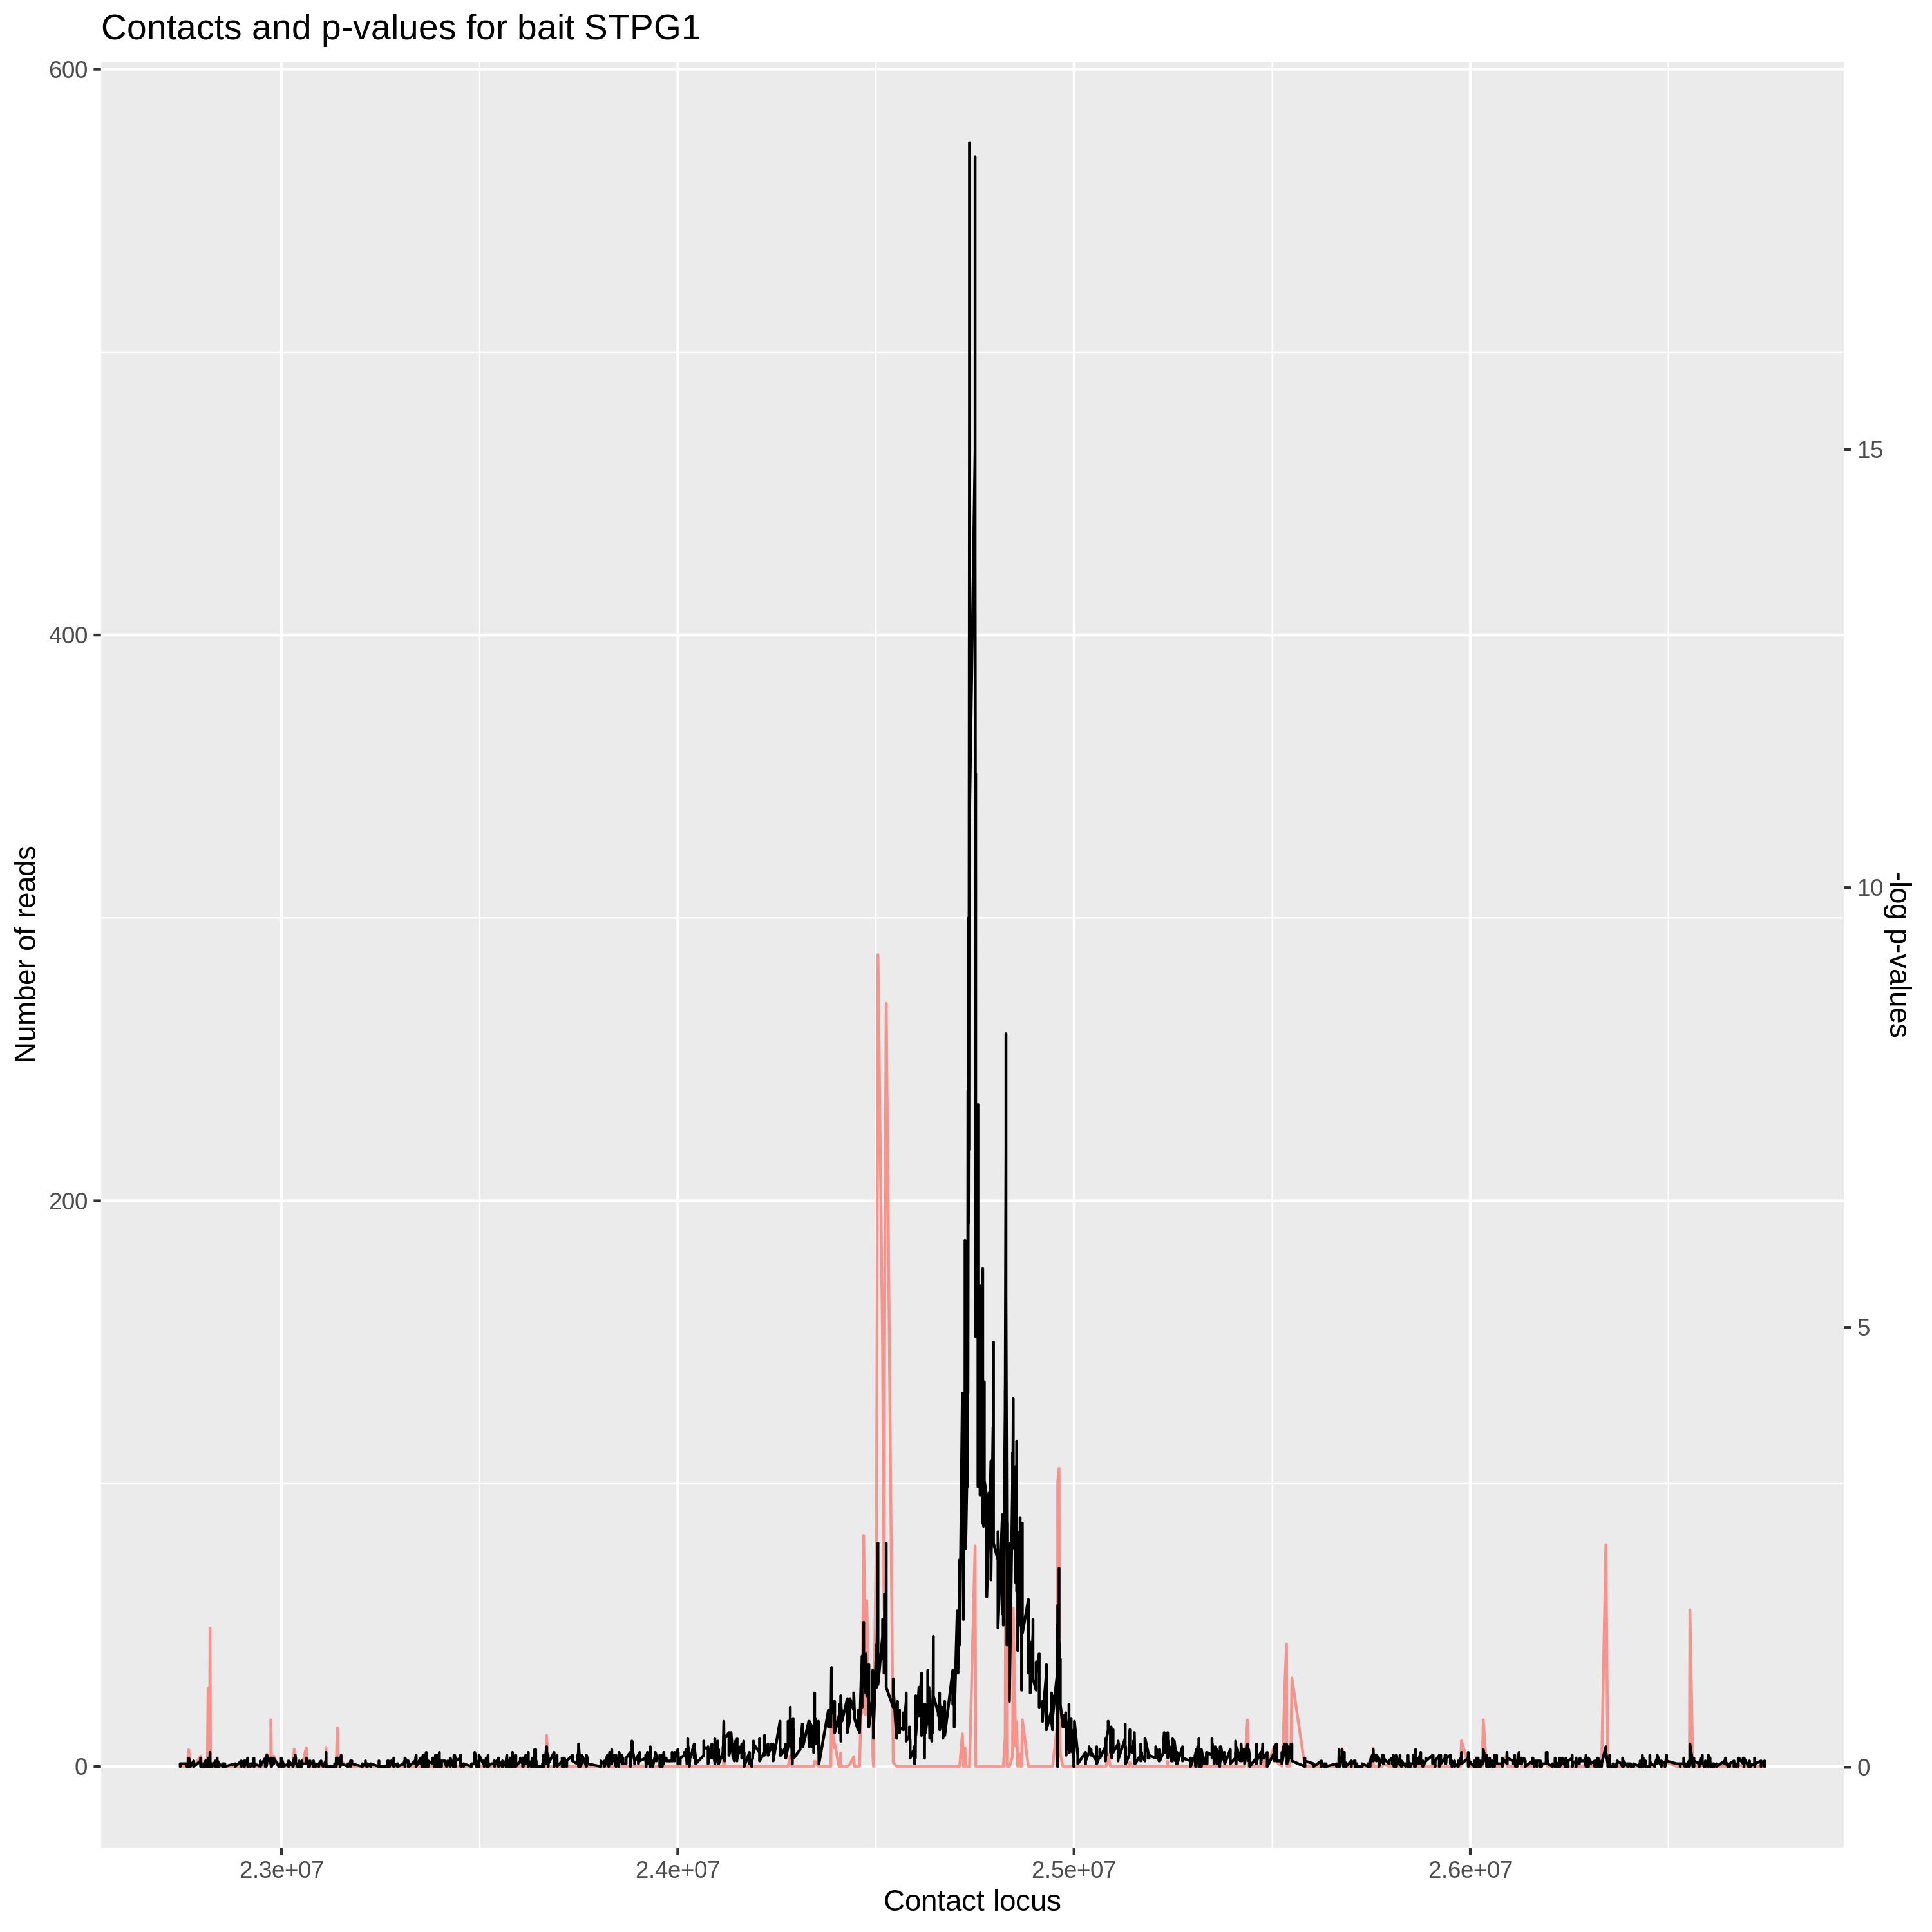 Contacts and p-values for bait STPG1
600
400
200
0
Number of reads
15
10
5
0
-log p-values
2.3e+07
2.4e+07
2.5e+07
2.6e+07
Contact locus